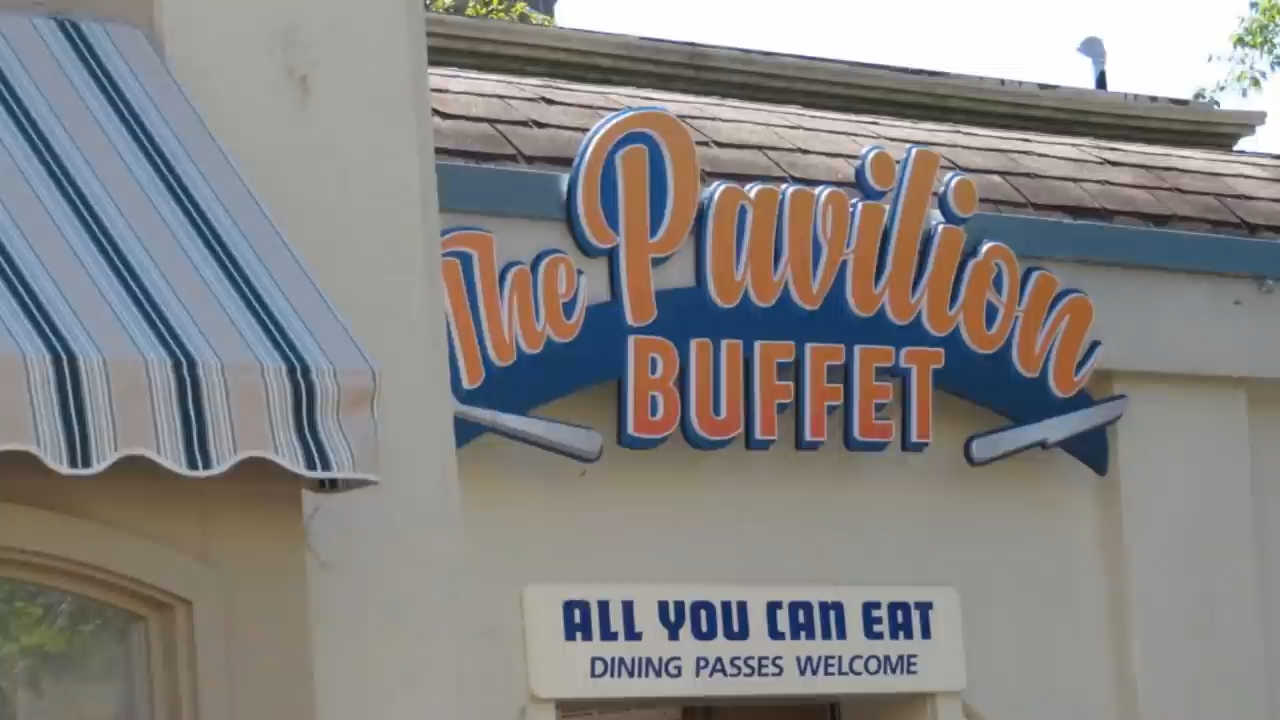 The Pavilion
BUFFET
ALL YOU CAN EAT
DINING PASSES WELCOME